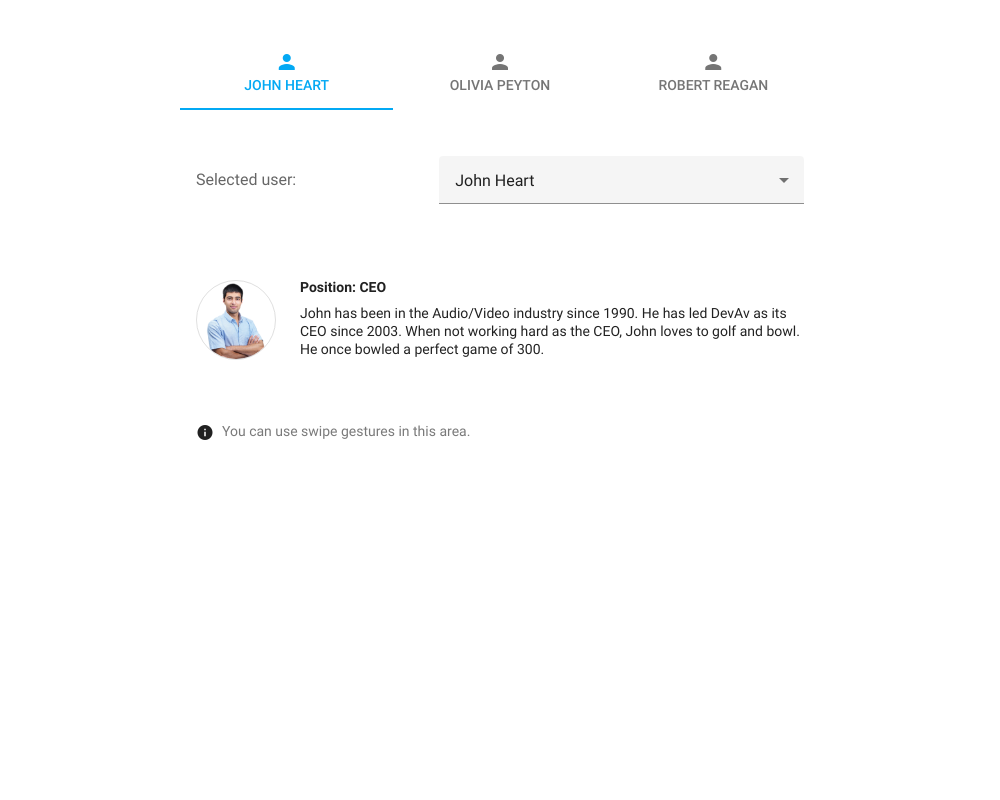 JOHN HEART
OLIVIA PEYTON
ROBERT REAGAN
Selected user:
John Heart
Position: CEO
John has been in the Audio/Video industry since 1990. He has led DevAv as its
CEO since 2003. When not working hard as the CEO, John loves to golf and bowl.
He once bowled a perfect game of 300.
You can use swipe gestures in this area.